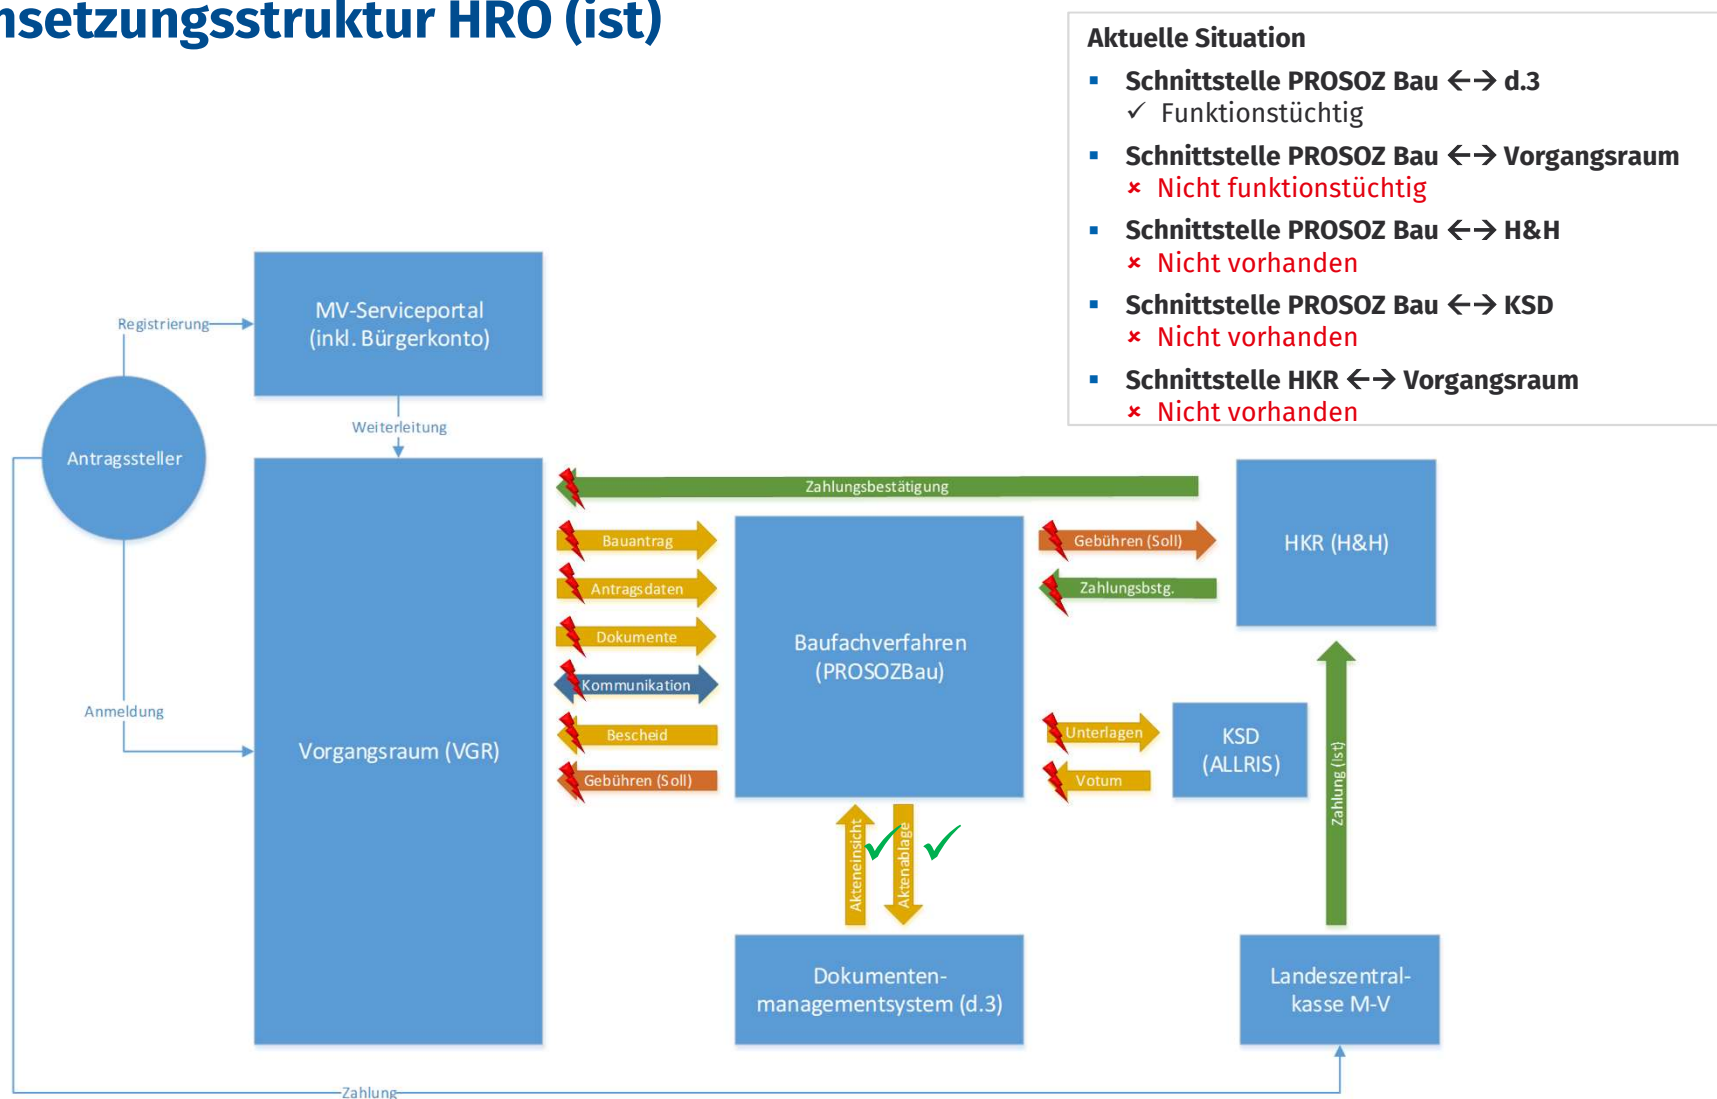 nsetzungsstruktur HRO (ist)
Aktuelle Situation
▪ Schnittstelle PROSOZ Bau ←→ d.3
✓ Funktionstüchtig
▪ Schnittstelle PROSOZ Bau ←→ Vorgangsraum
× Nicht funktionstüchtig
▪ Schnittstelle PROSOZ Bau ←→ H&H
× Nicht vorhanden
▪ Schnittstelle PROSOZ Bau ←→ KSD
× Nicht vorhanden
▪ Schnittstelle HKR ←→ Vorgangsraum
× Nicht vorhanden
MV-Serviceportal
(inkl. Bürgerkonto)
Registrierung
Weiterleitung
Antragssteller
Anmeldung
Vorgangsraum (VGR)
Zahlungsbestätigung
Bauantrag
Antragsdaten
Dokumente
Kommunikation
Bescheid
Gebühren (Soll)
Baufachverfahren
(PROSOZBau)
Gebühren (Soll)
Zahlungsbstg.
HKR (H&H)
Unterlagen
Votum
KSD
(ALLRIS)
Zahlung (Ist)
Akteneinsicht
Aktenablage
Dokumenten-
managementsystem (d.3)
Landeszentral-
kasse M-V
Zahlung